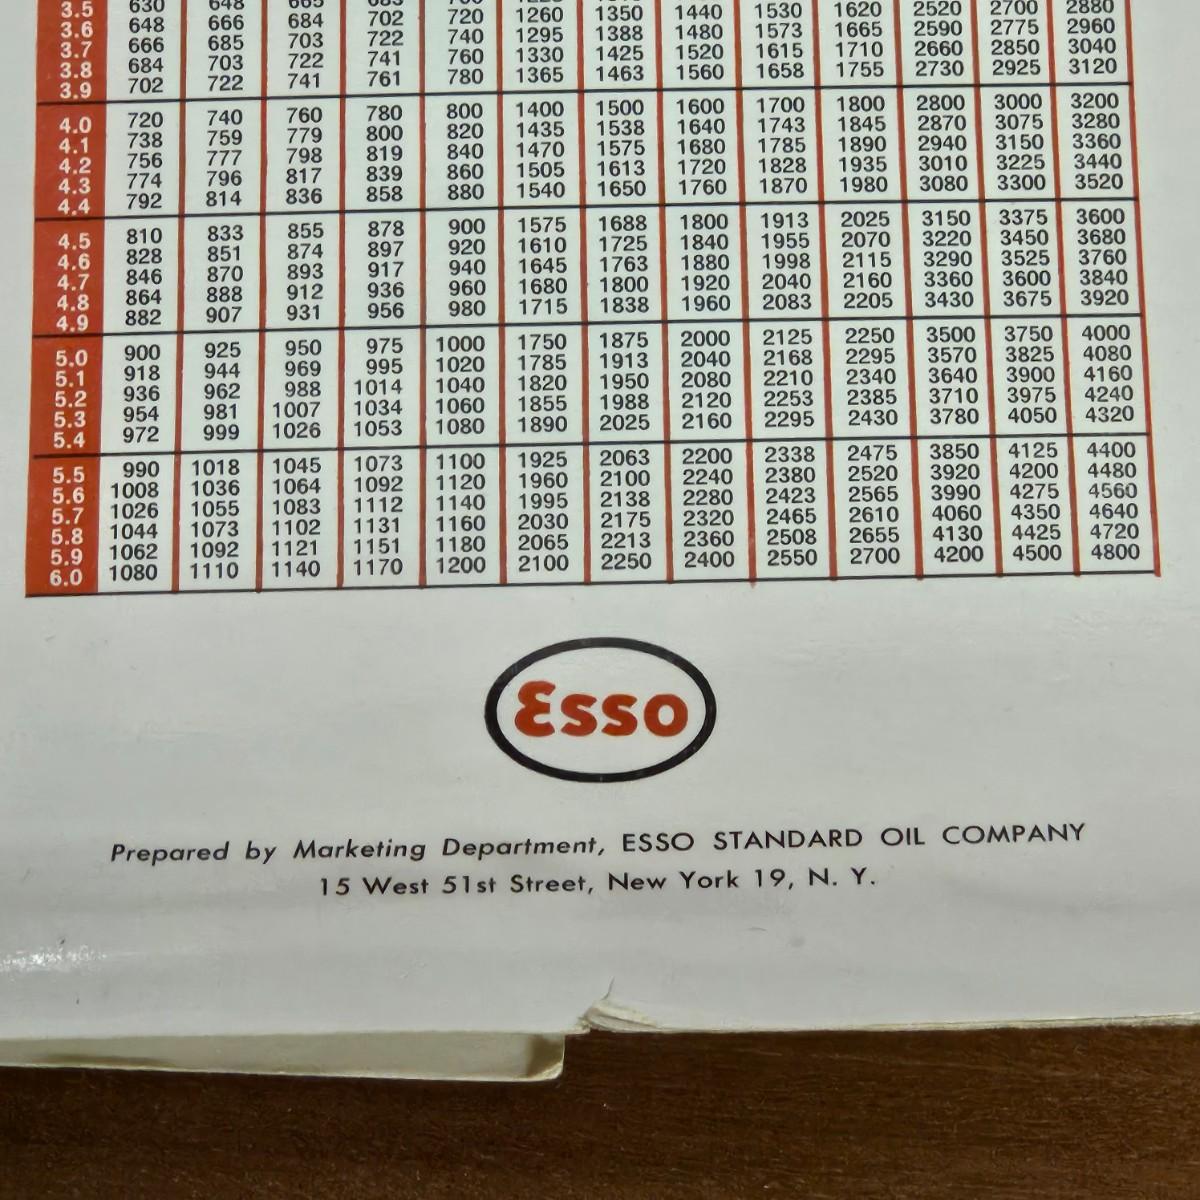 3.5 630 648 665
3.6 648 666 684 702 720 1260 1350 1440 1530 1620 2520 2700 2880
3.7 666 685 703 722 740 1295 1388 1480 1573 1665 2590 2775 2960
3.8 684 703 722 741 760 1330 1425 1520 1615 1710 2660 2850 3040
3.9 702 722 741 761 780 1365 1463 1560 1658 1755 2730 2925 3120
4.0 720 740 760 780 800 1400 1500 1600 1700 1800 2800 3000 3200
4.1 738 759 779 800 820 1435 1538 1640 1743 1845 2870 3075 3280
4.2 756 777 798 819 840 1470 1575 1680 1785 1890 2940 3150 3360
4.3 774 796 817 839 860 1505 1613 1720 1828 1935 3010 3225 3440
4.4 792 814 836 858 880 1540 1650 1760 1870 1980 3080 3300 3520
4.5 810 833 855 878 900 1575 1688 1800 1913 2025 3150 3375 3600
4.6 828 851 874 897 920 1610 1725 1840 1955 2070 3220 3450 3680
4.7 846 870 893 917 940 1645 1763 1880 1998 2115 3290 3525 3760
4.8 864 888 912 936 960 1680 1800 1920 2040 2160 3360 3600 3840
4.9 882 907 931 956 980 1715 1838 1960 2083 2205 3430 3675 3920
5.0 900 925 950 975 1000 1750 1875 2000 2125 2250 3500 3750 4000
5.1 918 944 969 995 1020 1785 1913 2040 2168 2295 3570 3825 4080
5.2 936 962 988 1014 1040 1820 1950 2080 2210 2340 3640 3900 4160
5.3 954 981 1007 1034 1060 1855 1988 2120 2253 2385 3710 3975 4240
5.4 972 999 1026 1053 1080 1890 2025 2160 2295 2430 3780 4050 4320
5.5 990 1018 1045 1073 1100 1925 2063 2200 2338 2475 3850 4125 4400
5.6 1008 1036 1064 1092 1120 1960 2100 2240 2380 2520 3920 4200 4480
5.7 1026 1055 1083 1112 1140 1995 2138 2280 2423 2565 3990 4275 4560
5.8 1044 1073 1102 1131 1160 2030 2175 2320 2465 2610 4060 4350 4640
5.9 1062 1092 1121 1151 1180 2065 2213 2360 2508 2655 4130 4425 4720
6.0 1080 1110 1140 1170 1200 2100 2250 2400 2550 2700 4200 4500 4800
Esso
Prepared by Marketing Department, ESSO STANDARD OIL COMPANY
15 West 51st Street, New York 19, N. Y.